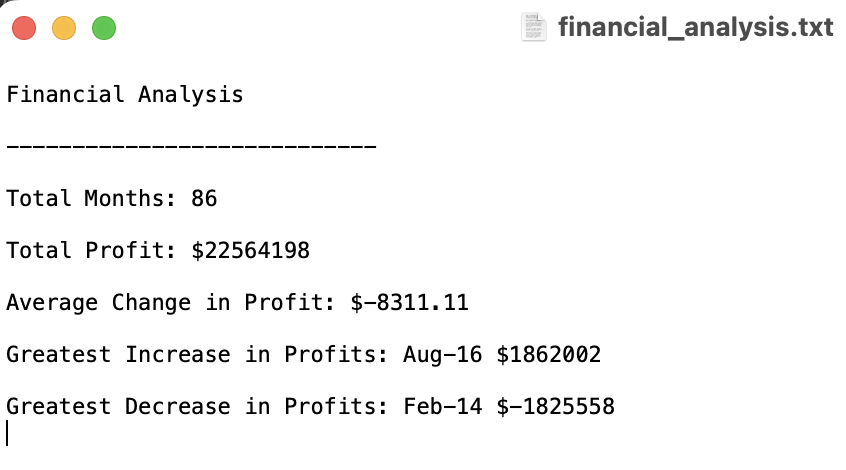 financial_analysis.txt
Financial Analysis
----------------------------
Total Months: 86
Total Profit: $22564198
Average Change in Profit: $-8311.11
Greatest Increase in Profits: Aug-16 $1862002
Greatest Decrease in Profits: Feb-14 $-1825558